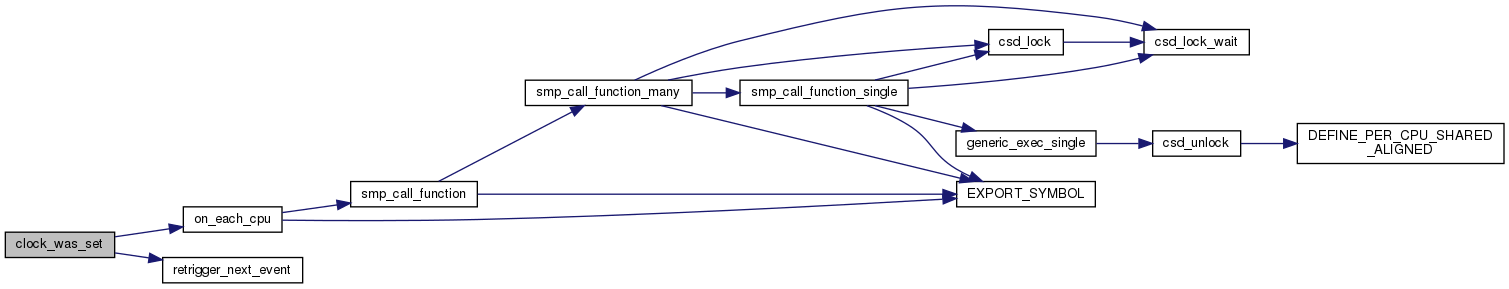 csd_lock
csd_lock_wait
smp_call_function_many
smp_call_function_single
DEFINE_PER_CPU_SHARED
_ALIGNED
generic_exec_single
csd_unlock
smp_call_function
EXPORT_SYMBOL
on_each_cpu
clock_was_set
retrigger_next_event